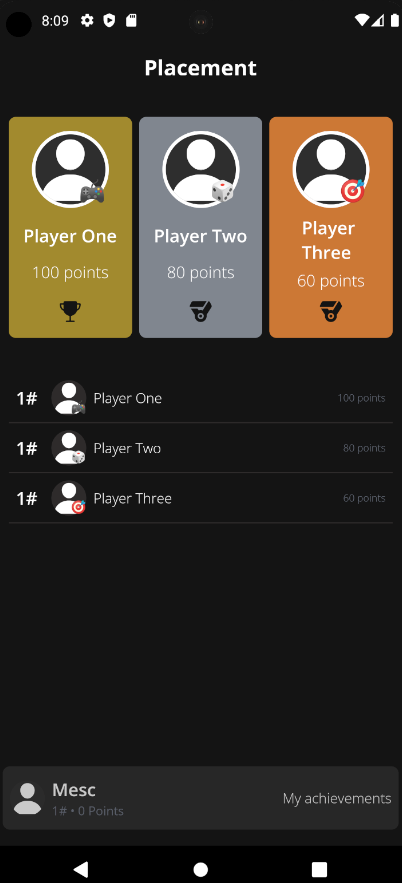 8:09
Placement
Player One
100 points
Player Two
80 points
Player
Three
60 points
1# Player One 100 points
1# Player Two 80 points
1# Player Three 60 points
Mesc
1# • 0 Points
My achievements